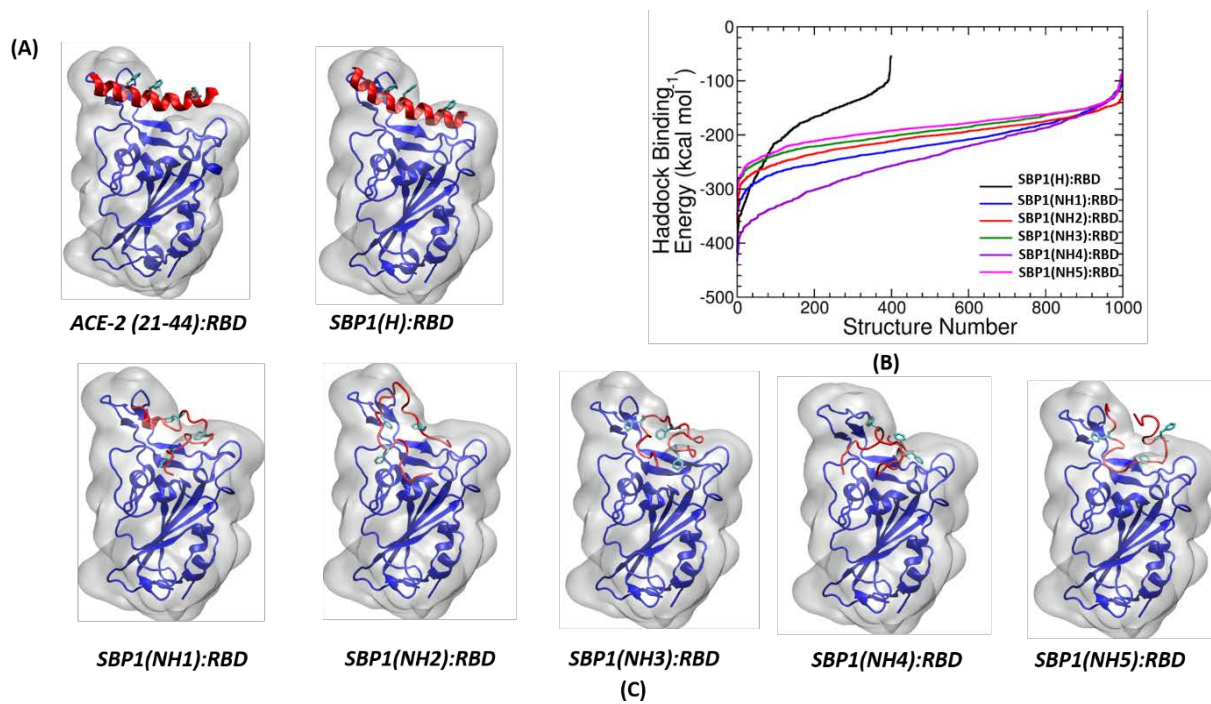 (A)
ACE-2 (21-44):RBD
SBP1(H):RBD
Haddock Binding
Energy (kcal mol-1)
0
-100
-200
-300
-400
-500
SBP1(H):RBD
SBP1(NH1):RBD
SBP1(NH2):RBD
SBP1(NH3):RBD
SBP1(NH4):RBD
SBP1(NH5):RBD
0
200
400
600
800
1000
Structure Number
(B)
SBP1(NH1):RBD
SBP1(NH2):RBD
SBP1(NH3):RBD
SBP1(NH4):RBD
SBP1(NH5):RBD
(C)